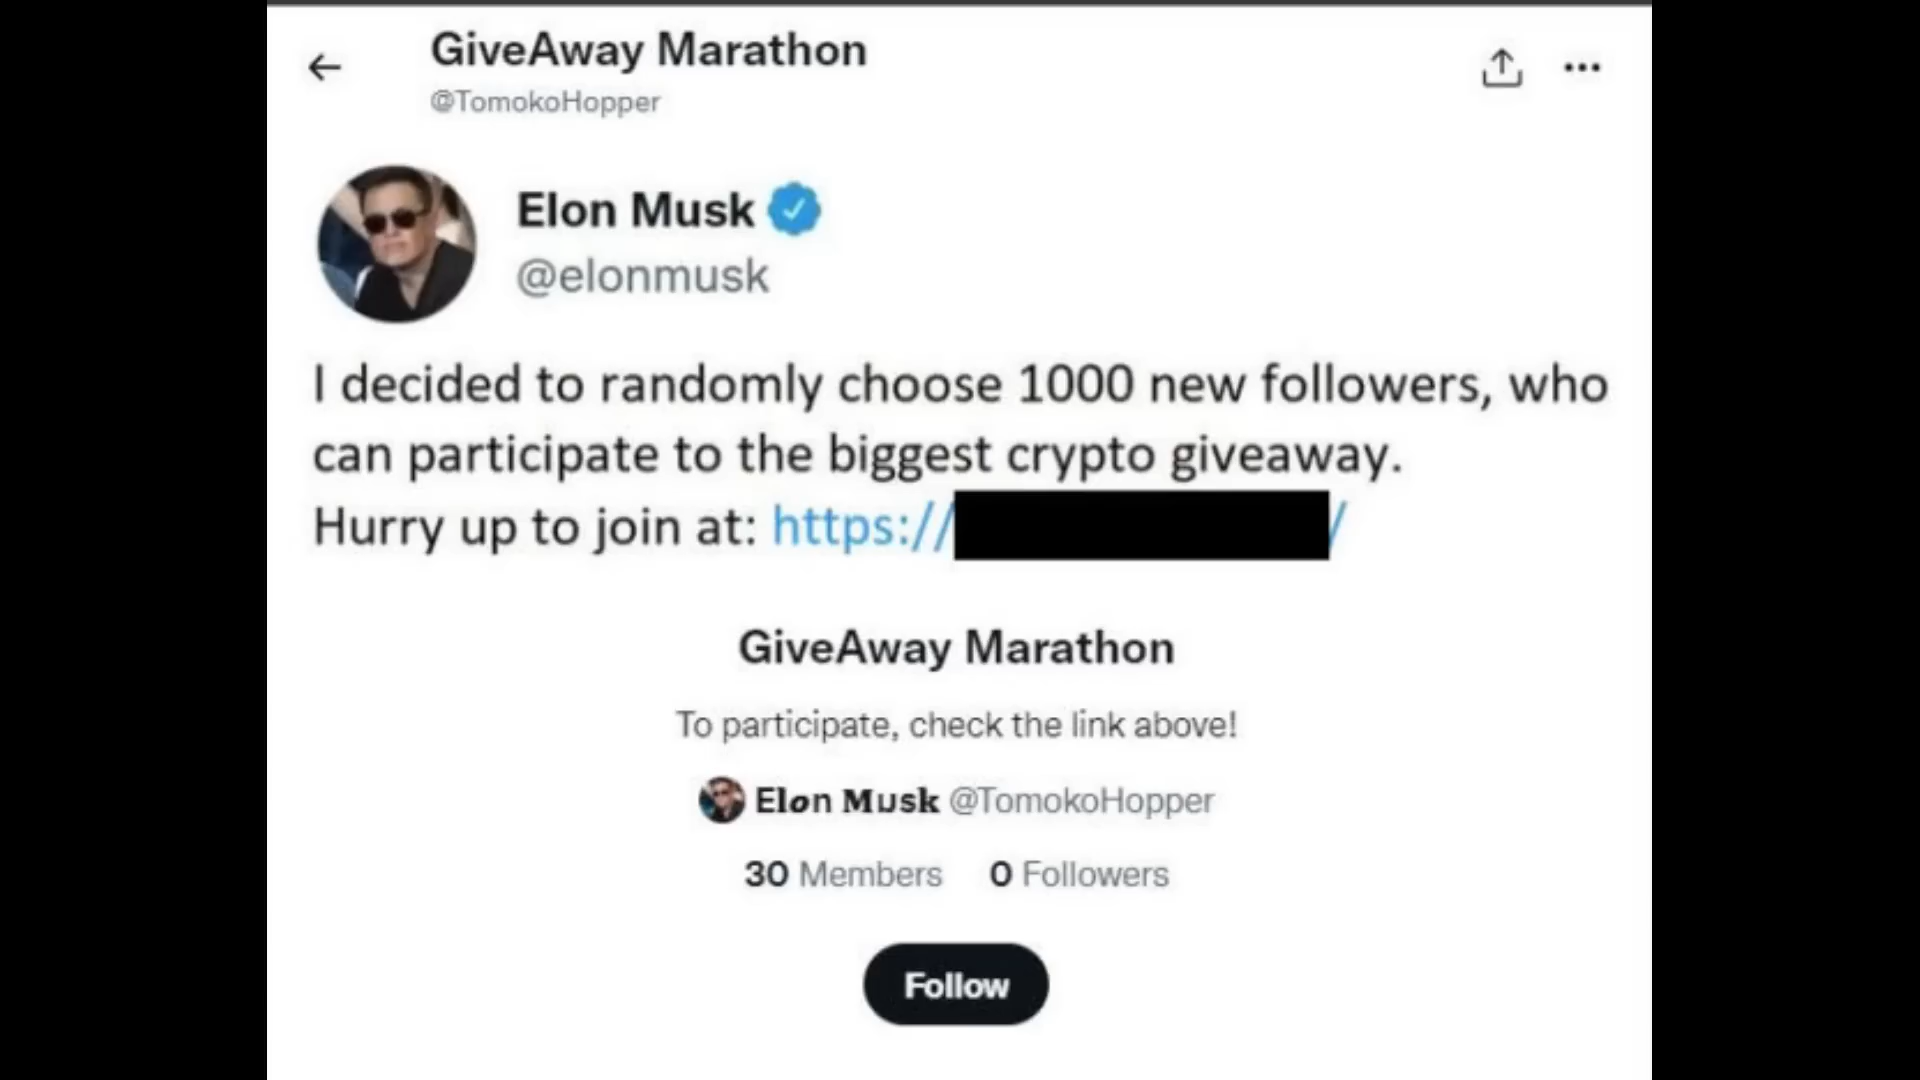 GiveAway Marathon
@TomokoHopper
Elon Musk
@elonmusk
I decided to randomly choose 1000 new followers, who
can participate to the biggest crypto giveaway.
Hurry up to join at: https:// /
GiveAway Marathon
To participate, check the link above!
Elon Musk @TomokoHopper
30 Members 0 Followers
Follow